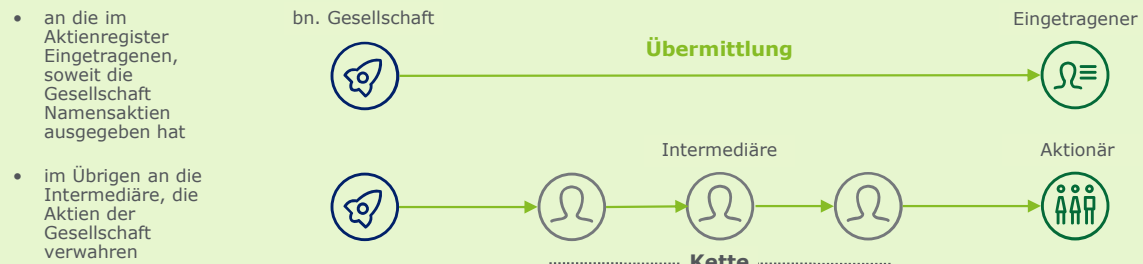 • an die im
Aktienregister
Eingetragenen,
soweit die
Gesellschaft
Namensaktien
ausgegeben hat
bn. Gesellschaft
Eingetragener
Übermittlung
• im Übrigen an die
Intermediäre, die
Aktien der
Gesellschaft
verwahren
Intermediäre
Aktionär
Kette